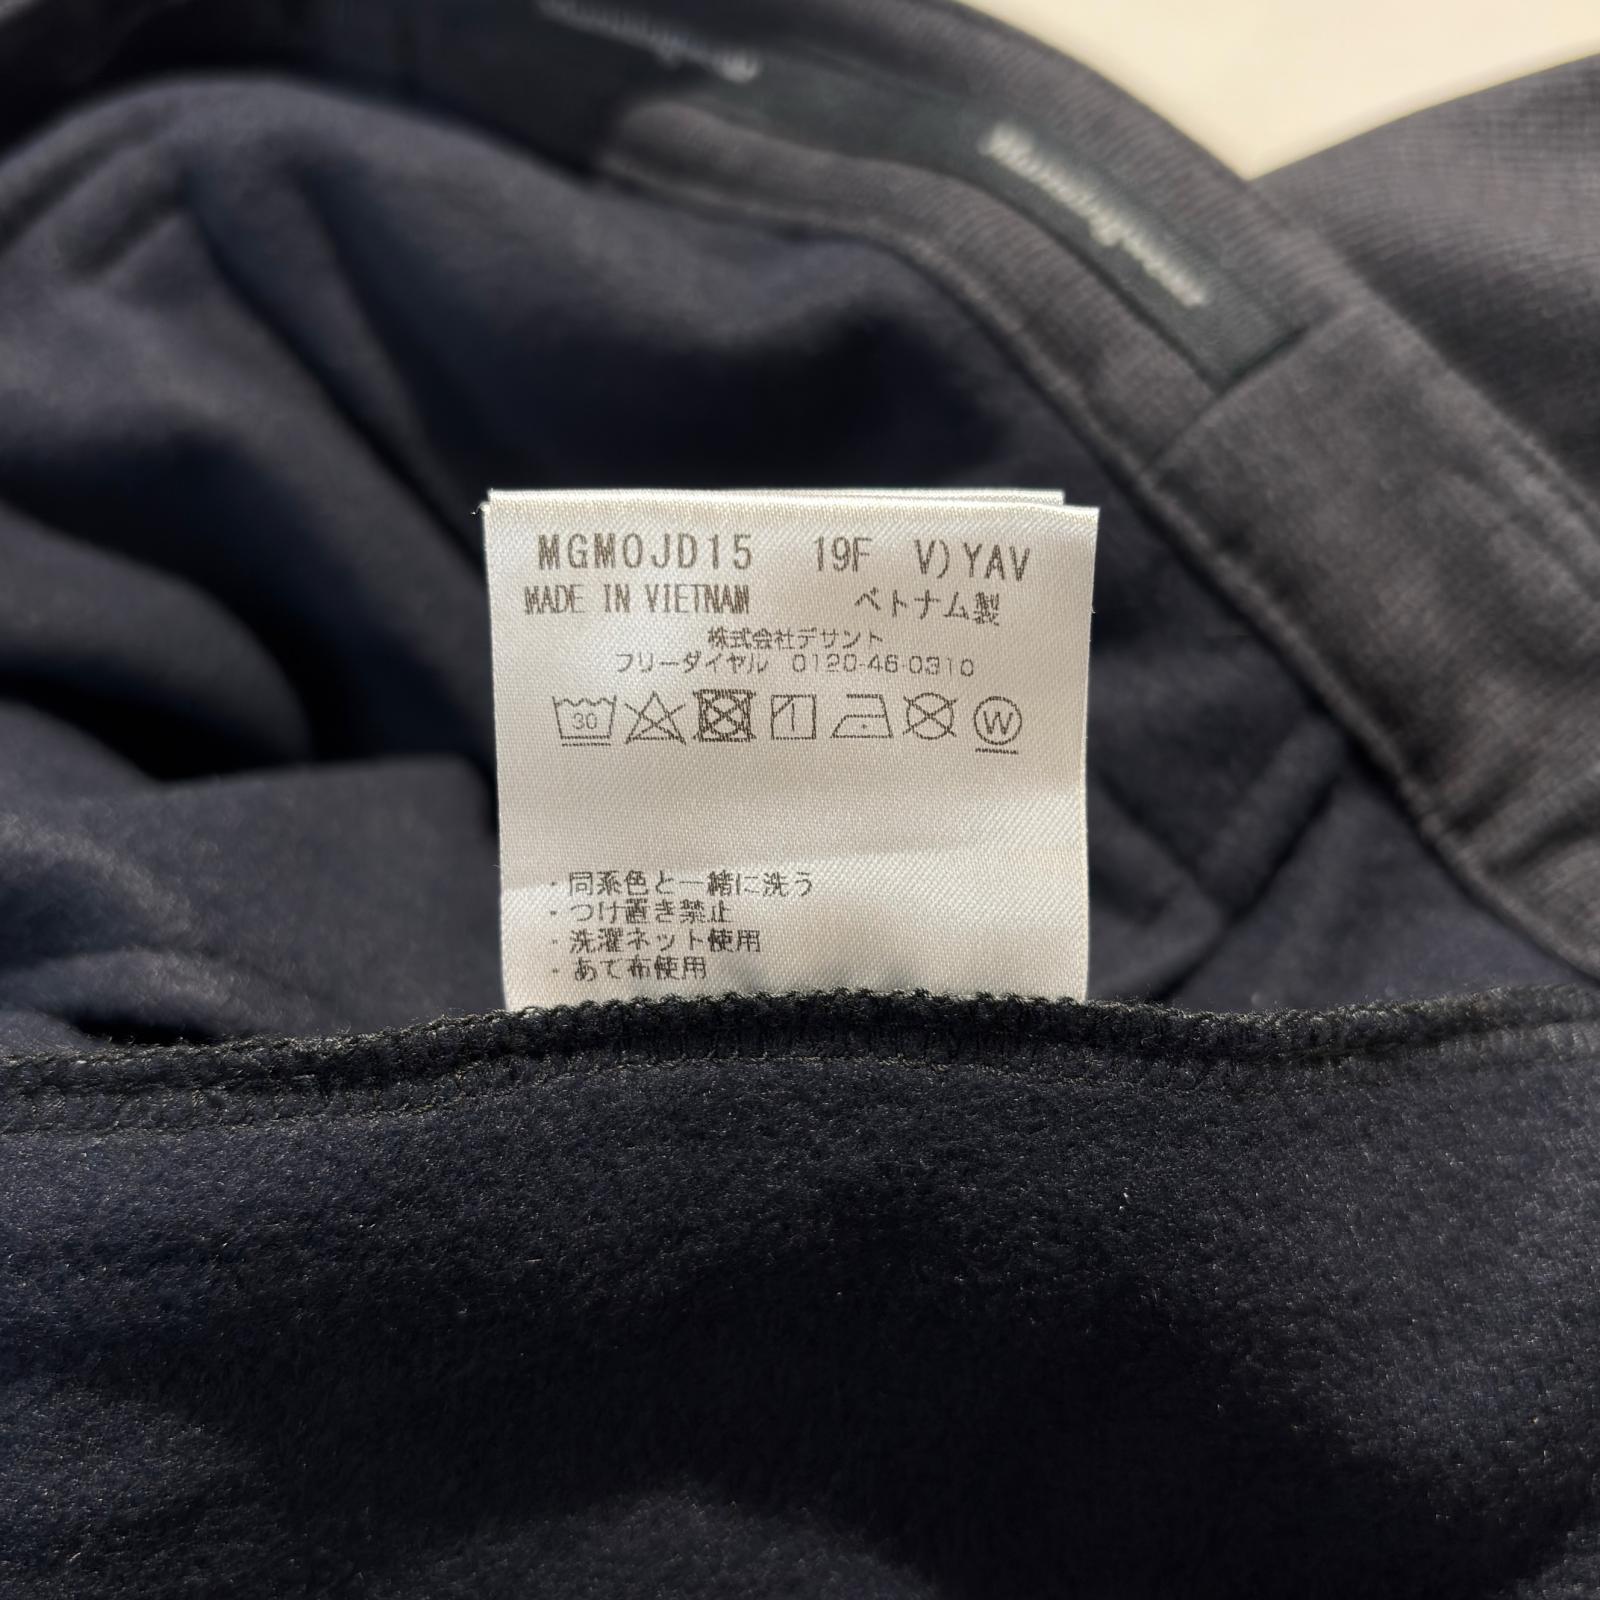 Munsingwear
MGMOJD15 19F V)YAV
MADE IN VIETNAM ベトナム製
株式会社デサント
フリーダイヤル 0120-46-0310
30
W
・同系色と一緒に洗う
・つけ置き禁止
・洗濯ネット使用
・あて布使用